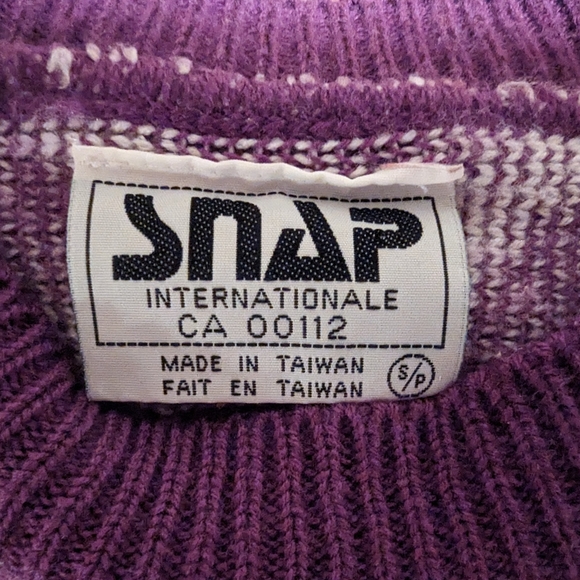 SNAP
INTERNATIONALE
CA 00112
MADE IN TAIWAN
FAIT EN TAIWAN
S/P